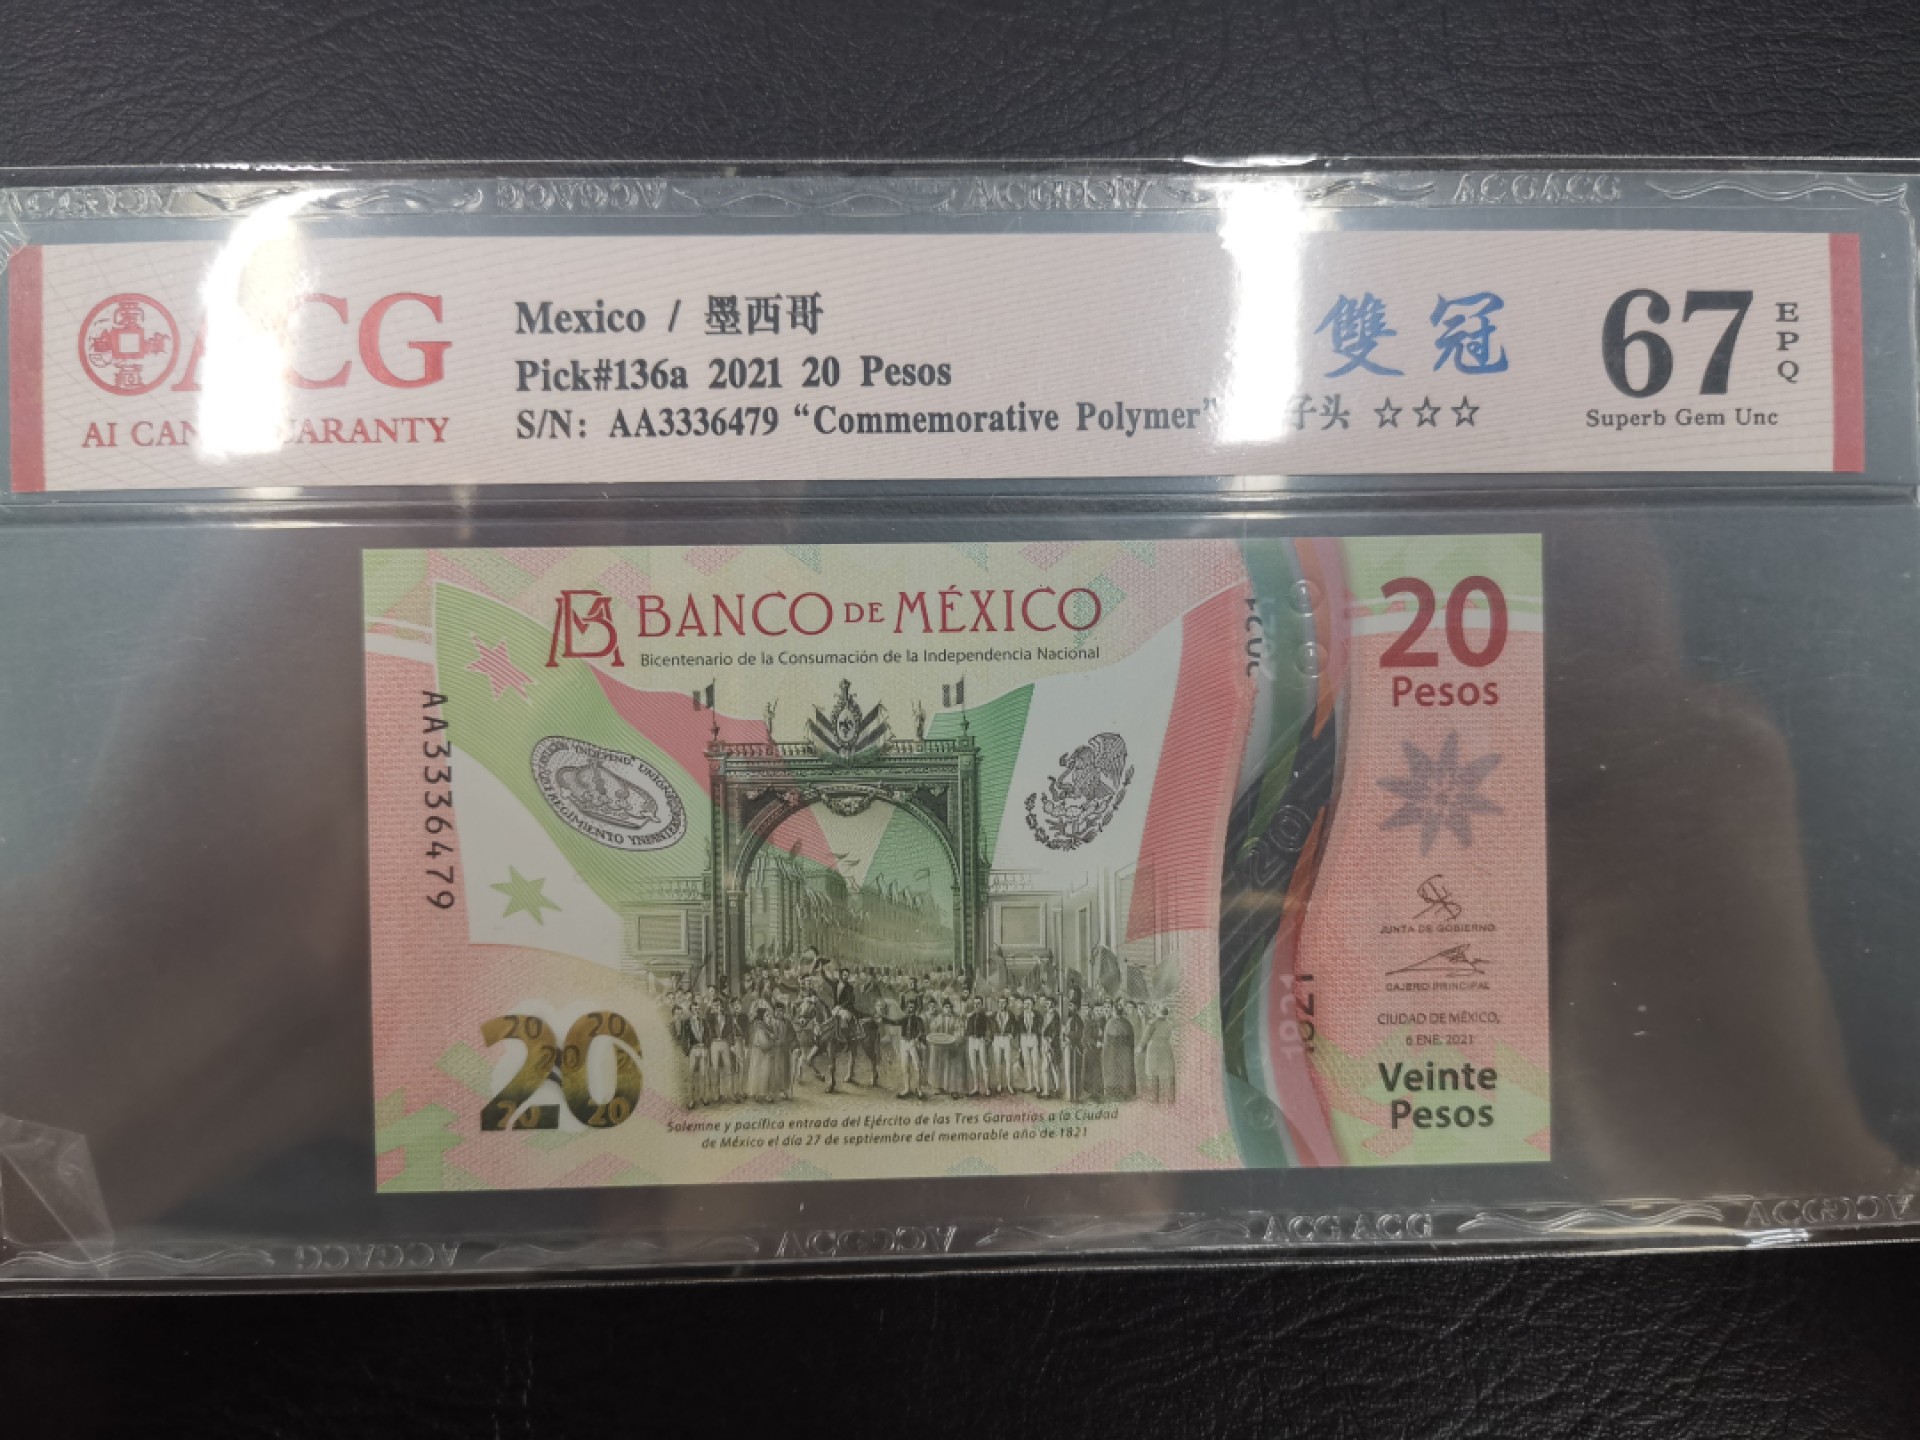 ACG
Mexico / 墨西哥
Pick#136a 2021 20 Pesos
S/N: AA3336479 “Commemorative Polymer”
子头 ☆☆☆
雙冠
67
EPQ
Superb Gem Unc
BANCO DE MÉXICO
Bicentenario de la Consumación de la Independencia Nacional
20
Pesos
AA3336479
2021
1821
20
JUNTA DE GOBIERNO
CAJERO PRINCIPAL
CIUDAD DE MÉXICO,
6 ENE. 2021
Veinte
Pesos
Solemne y pacífica entrada del Ejército de las Tres Garantías a la Ciudad
de México el día 27 de septiembre del memorable año de 1821
ACGACG
ACGACG